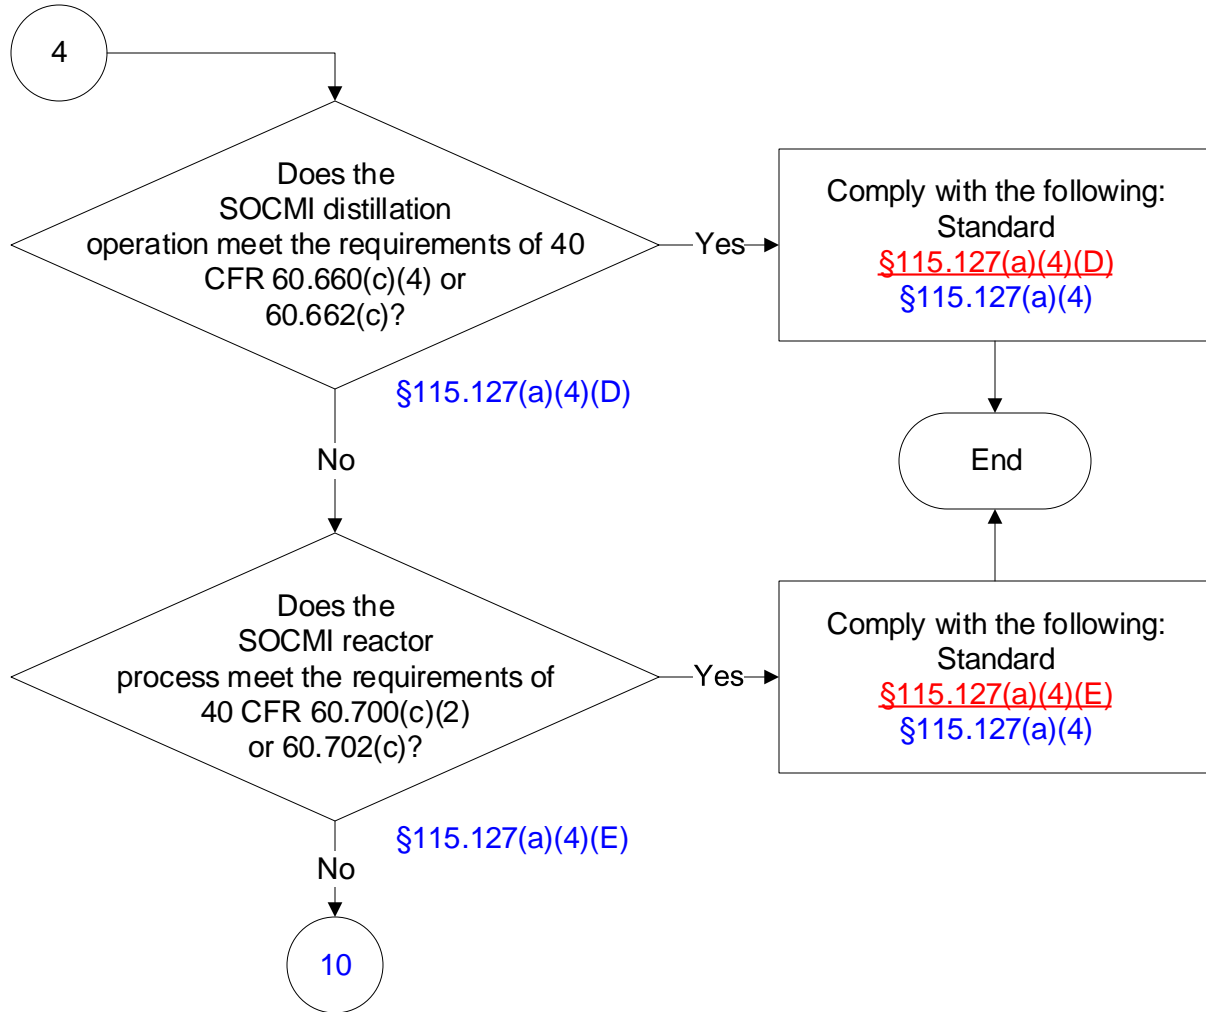 4
Does the
SOCMI distillation
operation meet the requirements of 40
CFR 60.660(c)(4) or
60.662(c)?
§115.127(a)(4)(D)
Yes
Comply with the following:
Standard
§115.127(a)(4)(D)
§115.127(a)(4)
End
No
Does the
SOCMI reactor
process meet the requirements of
40 CFR 60.700(c)(2)
or 60.702(c)?
§115.127(a)(4)(E)
Yes
Comply with the following:
Standard
§115.127(a)(4)(E)
§115.127(a)(4)
No
10